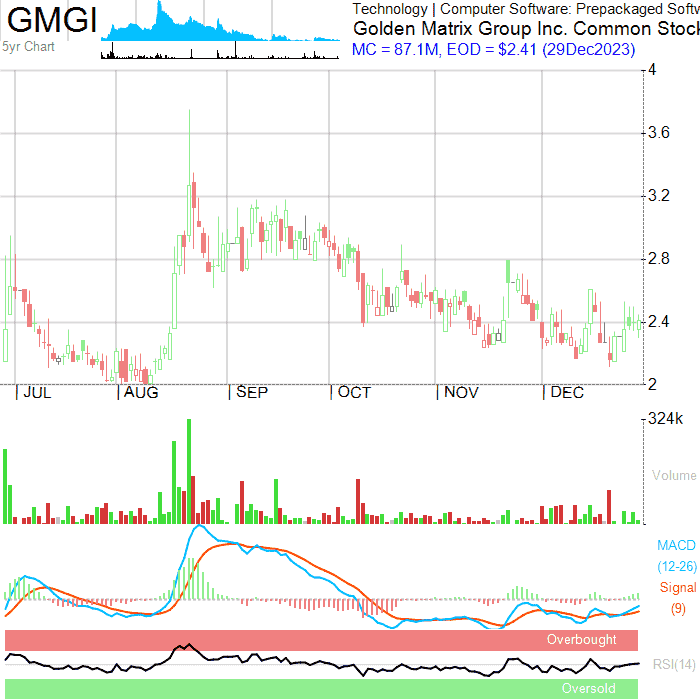 GMGI
5yr Chart
Technology | Computer Software: Prepackaged Softw
Golden Matrix Group Inc. Common Stock
MC = 87.1M, EOD = $2.41 (29Dec2023)
4
3.6
3.2
2.8
2.4
2
JUL AUG SEP OCT NOV DEC
324k
Volume
MACD
(12-26)
Signal
(9)
Overbought
RSI(14)
Oversold